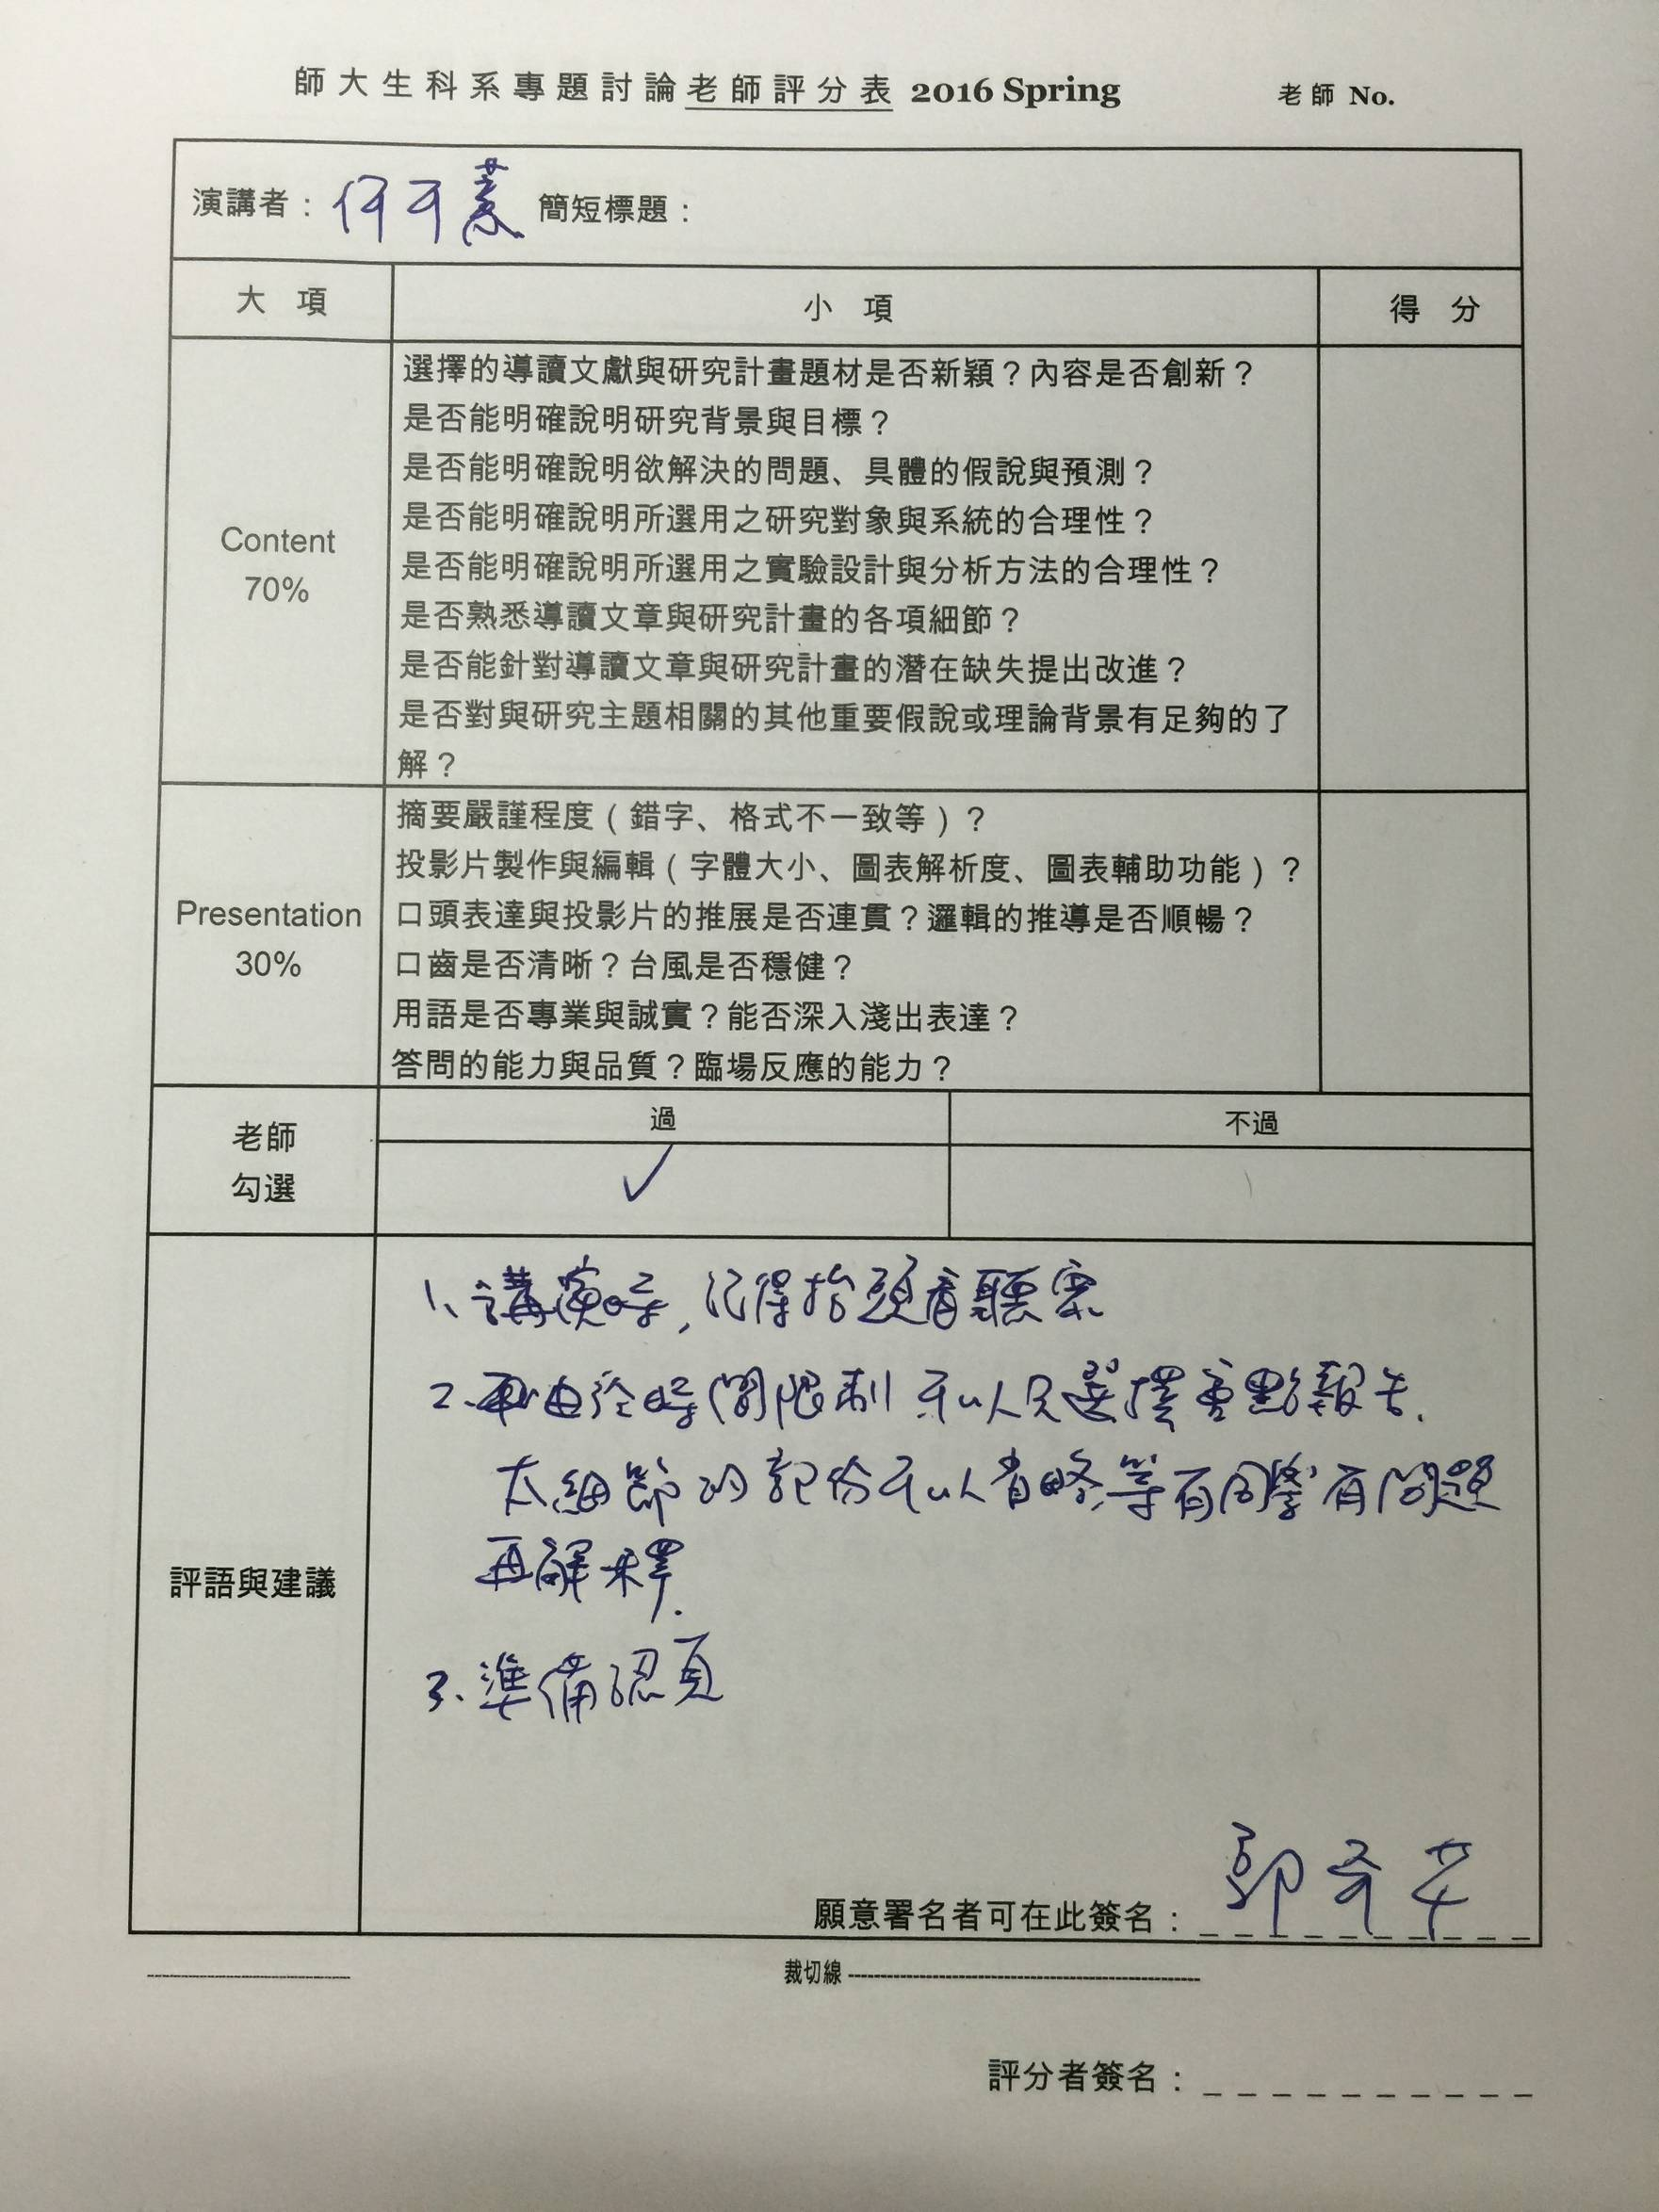 師大生科系專題討論老師評分表 2016 Spring 老師 No.
演講者： 何可 簡短標題：
大 項 小 項 得 分
Content
70%
選擇的導讀文獻與研究計畫題材是否新穎？內容是否創新？
是否能明確說明研究背景與目標？
是否能明確說明欲解決的問題、具體的假說與預測？
是否能明確說明所選用之研究對象與系統的合理性？
是否能明確說明所選用之實驗設計與分析方法的合理性？
是否熟悉導讀文章與研究計畫的各項細節？
是否能針對導讀文章與研究計畫的潛在缺失提出改進？
是否對與研究主題相關的其他重要假說或理論背景有足夠的了
解？
Presentation
30%
摘要嚴謹程度（錯字、格式不一致等）？
投影片製作與編輯（字體大小、圖表解析度、圖表輔助功能）？
口頭表達與投影片的推展是否連貫？邏輯的推導是否順暢？
口齒是否清晰？台風是否穩健？
用語是否專業與誠實？能否深入淺出表達？
答問的能力與品質？臨場反應的能力？
老師
勾選
過 不過
✓
評語與建議
1、講演時，記得抬頭看聽眾
2、由於時間限制 可以只選擇重點報告.
太細節的部份可以省略,等有同學有問題
再解釋.
3、準備認真
願意署名者可在此簽名： 郭
裁切線
評分者簽名：